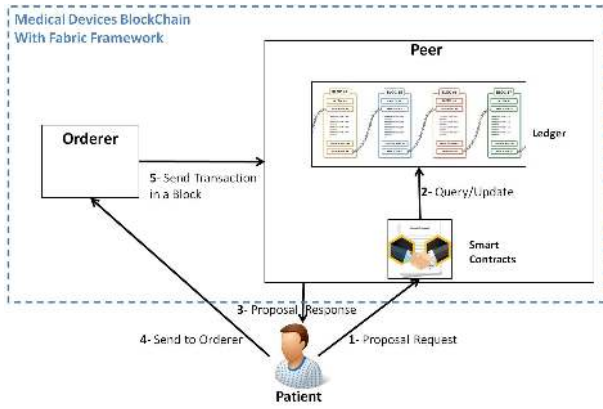 Medical Devices BlockChain
With Fabric Framework
Peer
Orderer
Ledger
5- Send Transaction
in a Block
2- Query/Update
Smart
Contracts
3- Proposal Response
4- Send to Orderer
1- Proposal Request
Patient